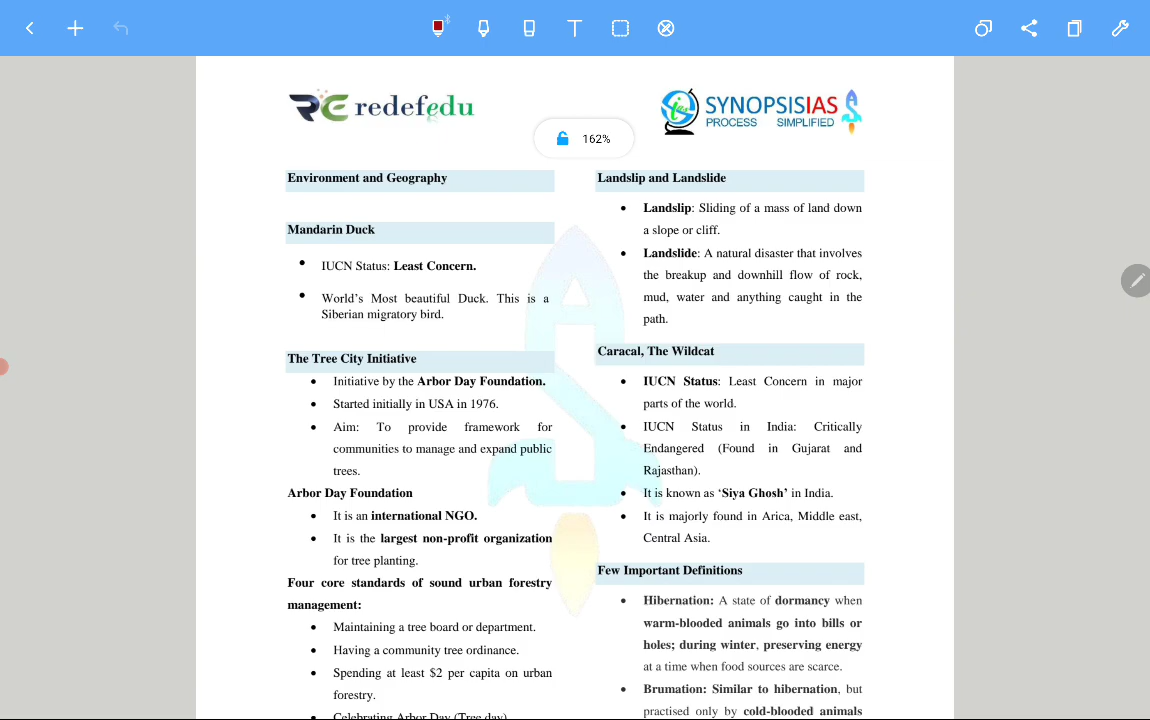 redefedu
SYNOPSISIAS
PROCESS SIMPLIFIED
162%
Environment and Geography
Mandarin Duck
• IUCN Status: Least Concern.
• World's Most beautiful Duck. This is a
Siberian migratory bird.
The Tree City Initiative
• Initiative by the Arbor Day Foundation.
• Started initially in USA in 1976.
• Aim: To provide framework for
communities to manage and expand public
trees.
Arbor Day Foundation
• It is an international NGO.
• It is the largest non-profit organization
for tree planting.
Four core standards of sound urban forestry
management:
• Maintaining a tree board or department.
• Having a community tree ordinance.
• Spending at least $2 per capita on urban
forestry.
• Celebrating Arbor Day (Tree day)
Landslip and Landslide
• Landslip: Sliding of a mass of land down
a slope or cliff.
• Landslide: A natural disaster that involves
the breakup and downhill flow of rock,
mud, water and anything caught in the
path.
Caracal, The Wildcat
• IUCN Status: Least Concern in major
parts of the world.
• IUCN Status in India: Critically
Endangered (Found in Gujarat and
Rajasthan).
• It is known as ‘Siya Ghosh’ in India.
• It is majorly found in Arica, Middle east,
Central Asia.
Few Important Definitions
• Hibernation: A state of dormancy when
warm-blooded animals go into bills or
holes; during winter, preserving energy
at a time when food sources are scarce.
• Brumation: Similar to hibernation, but
practised only by cold-blooded animals